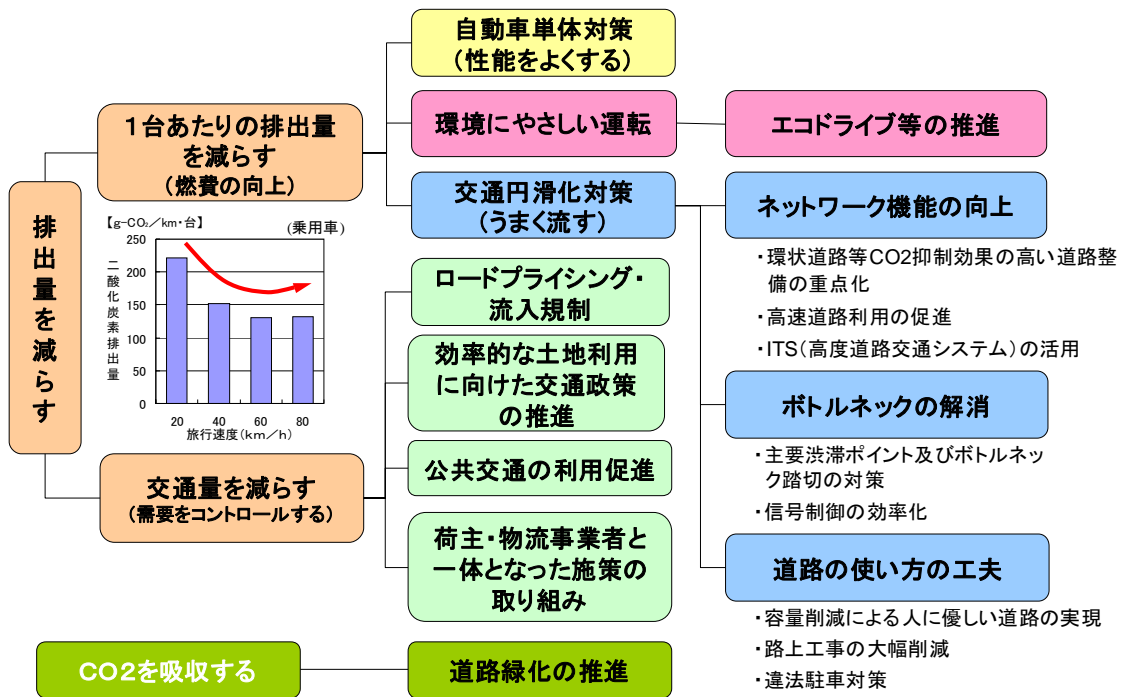 排出量を減らす
1台あたりの排出量
を減らす
(燃費の向上)
【g-CO₂/km・台】
(乗用車)
二酸化炭素排出量
250
200
150
100
50
0
20 40 60 80
旅行速度(km/h)
交通量を減らす
(需要をコントロールする)
CO2を吸収する
自動車単体対策
(性能をよくする)
環境にやさしい運転
交通円滑化対策
(うまく流す)
ロードプライシング・
流入規制
効率的な土地利用
に向けた交通政策
の推進
公共交通の利用促進
荷主・物流事業者と
一体となった施策の
取り組み
道路緑化の推進
エコドライブ等の推進
ネットワーク機能の向上
・環状道路等CO2抑制効果の高い道路整
備の重点化
・高速道路利用の促進
・ITS(高度道路交通システム)の活用
ボトルネックの解消
・主要渋滞ポイント及びボトルネッ
ク踏切の対策
・信号制御の効率化
道路の使い方の工夫
・容量削減による人に優しい道路の実現
・路上工事の大幅削減
・違法駐車対策